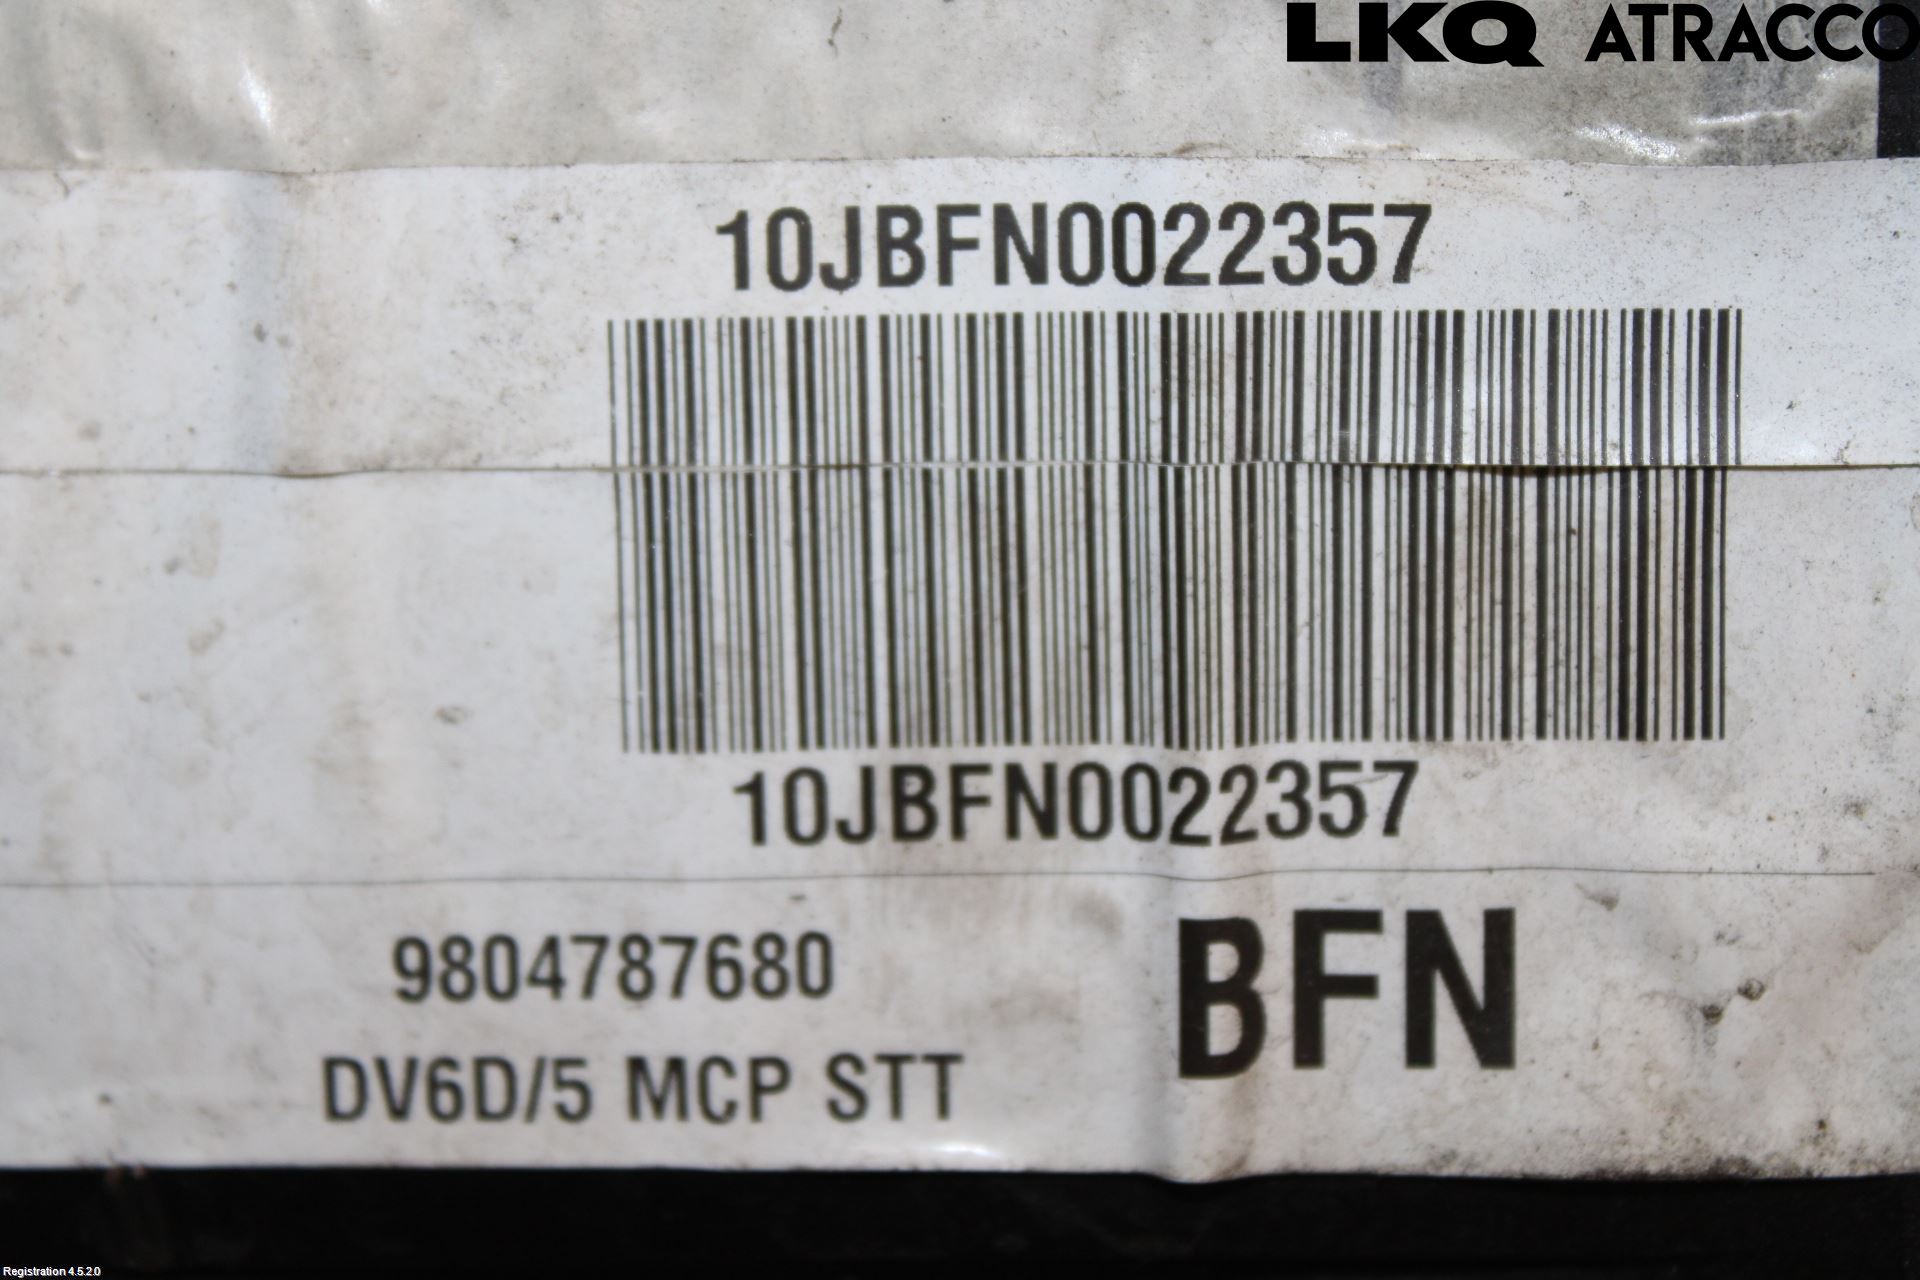 LKQ ATRACCO
10JBFN0022357
10JBFN0022357
9804787680
BFN
DV6D/5 MCP STT
Registration 4.5.2.0